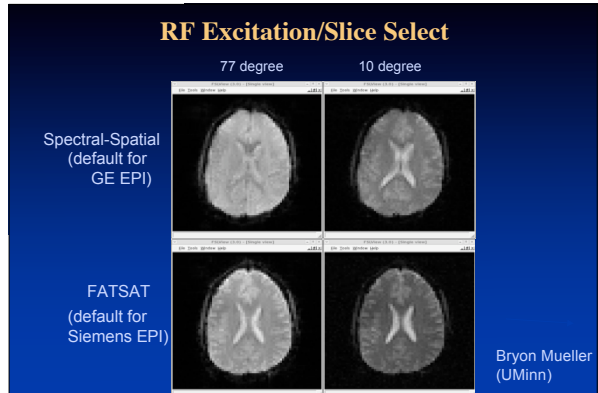 RF Excitation/Slice Select
77 degree
10 degree
Spectral-Spatial
(default for
GE EPI)
FATSAT
(default for
Siemens EPI)
Bryon Mueller
(UMinn)